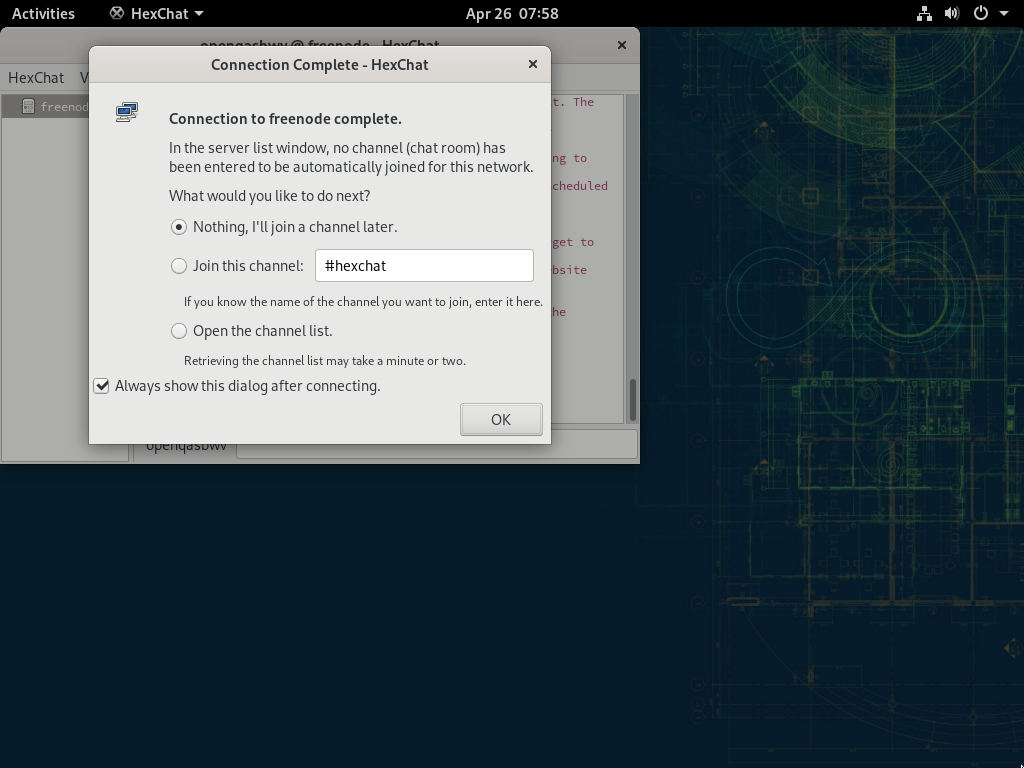 Activities HexChat Apr 26 07:58
openqabwv @ freenode - HexChat
Connection Complete - HexChat
HexChat
Connection to freenode complete.
t. The
In the server list window, no channel (chat room) has
been entered to be automatically joined for this network.
ng to
What would you like to do next?
cheduled
Nothing, I'll join a channel later.
get to
Join this channel: #hexchat
bsite
If you know the name of the channel you want to join, enter it here.
he
Open the channel list.
Retrieving the channel list may take a minute or two.
Always show this dialog after connecting.
OK